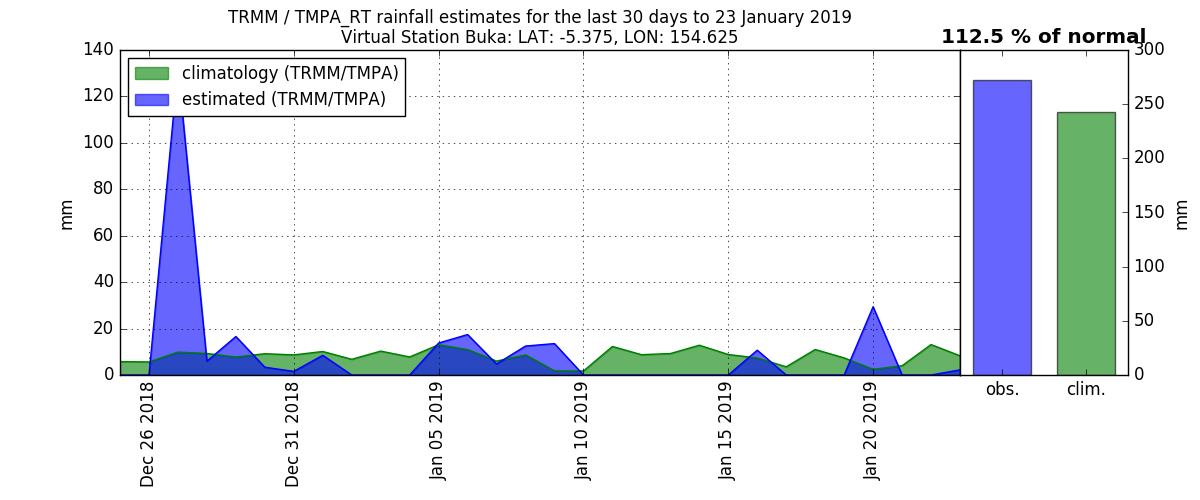 TRMM / TMPA_RT rainfall estimates for the last 30 days to 23 January 2019
Virtual Station Buka: LAT: -5.375, LON: 154.625
112.5 % of normal
climatology (TRMM/TMPA)
estimated (TRMM/TMPA)
140
120
100
80
60
40
20
0
mm
Dec 26 2018
Dec 31 2018
Jan 05 2019
Jan 10 2019
Jan 15 2019
Jan 20 2019
300
250
200
150
100
50
0
mm
obs.
clim.